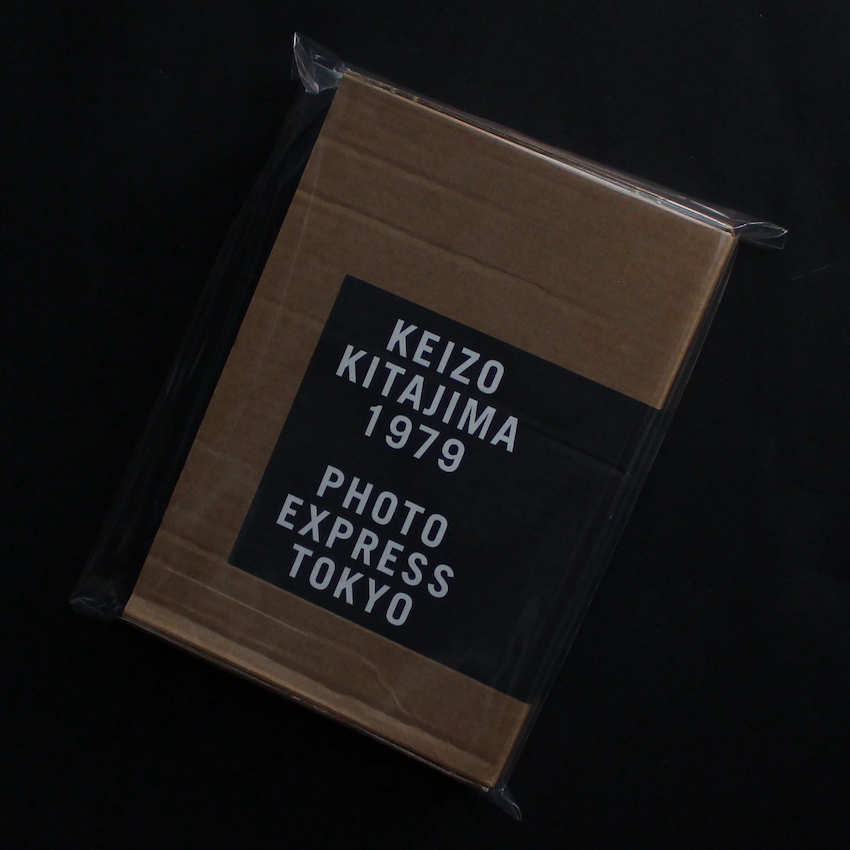 KEIZO
KITAJIMA
1979
PHOTO
EXPRESS
TOKYO